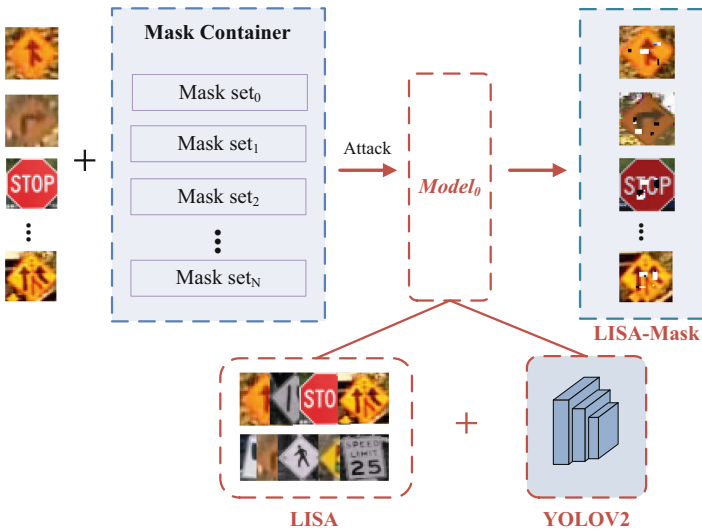 Mask Container
Mask set0
Mask set1
STOP
+
Attack
Mask set2
Model0
STOP
Mask setN
LISA-Mask
STO
+
SPEED
LIMIT
25
LISA
YOLOV2